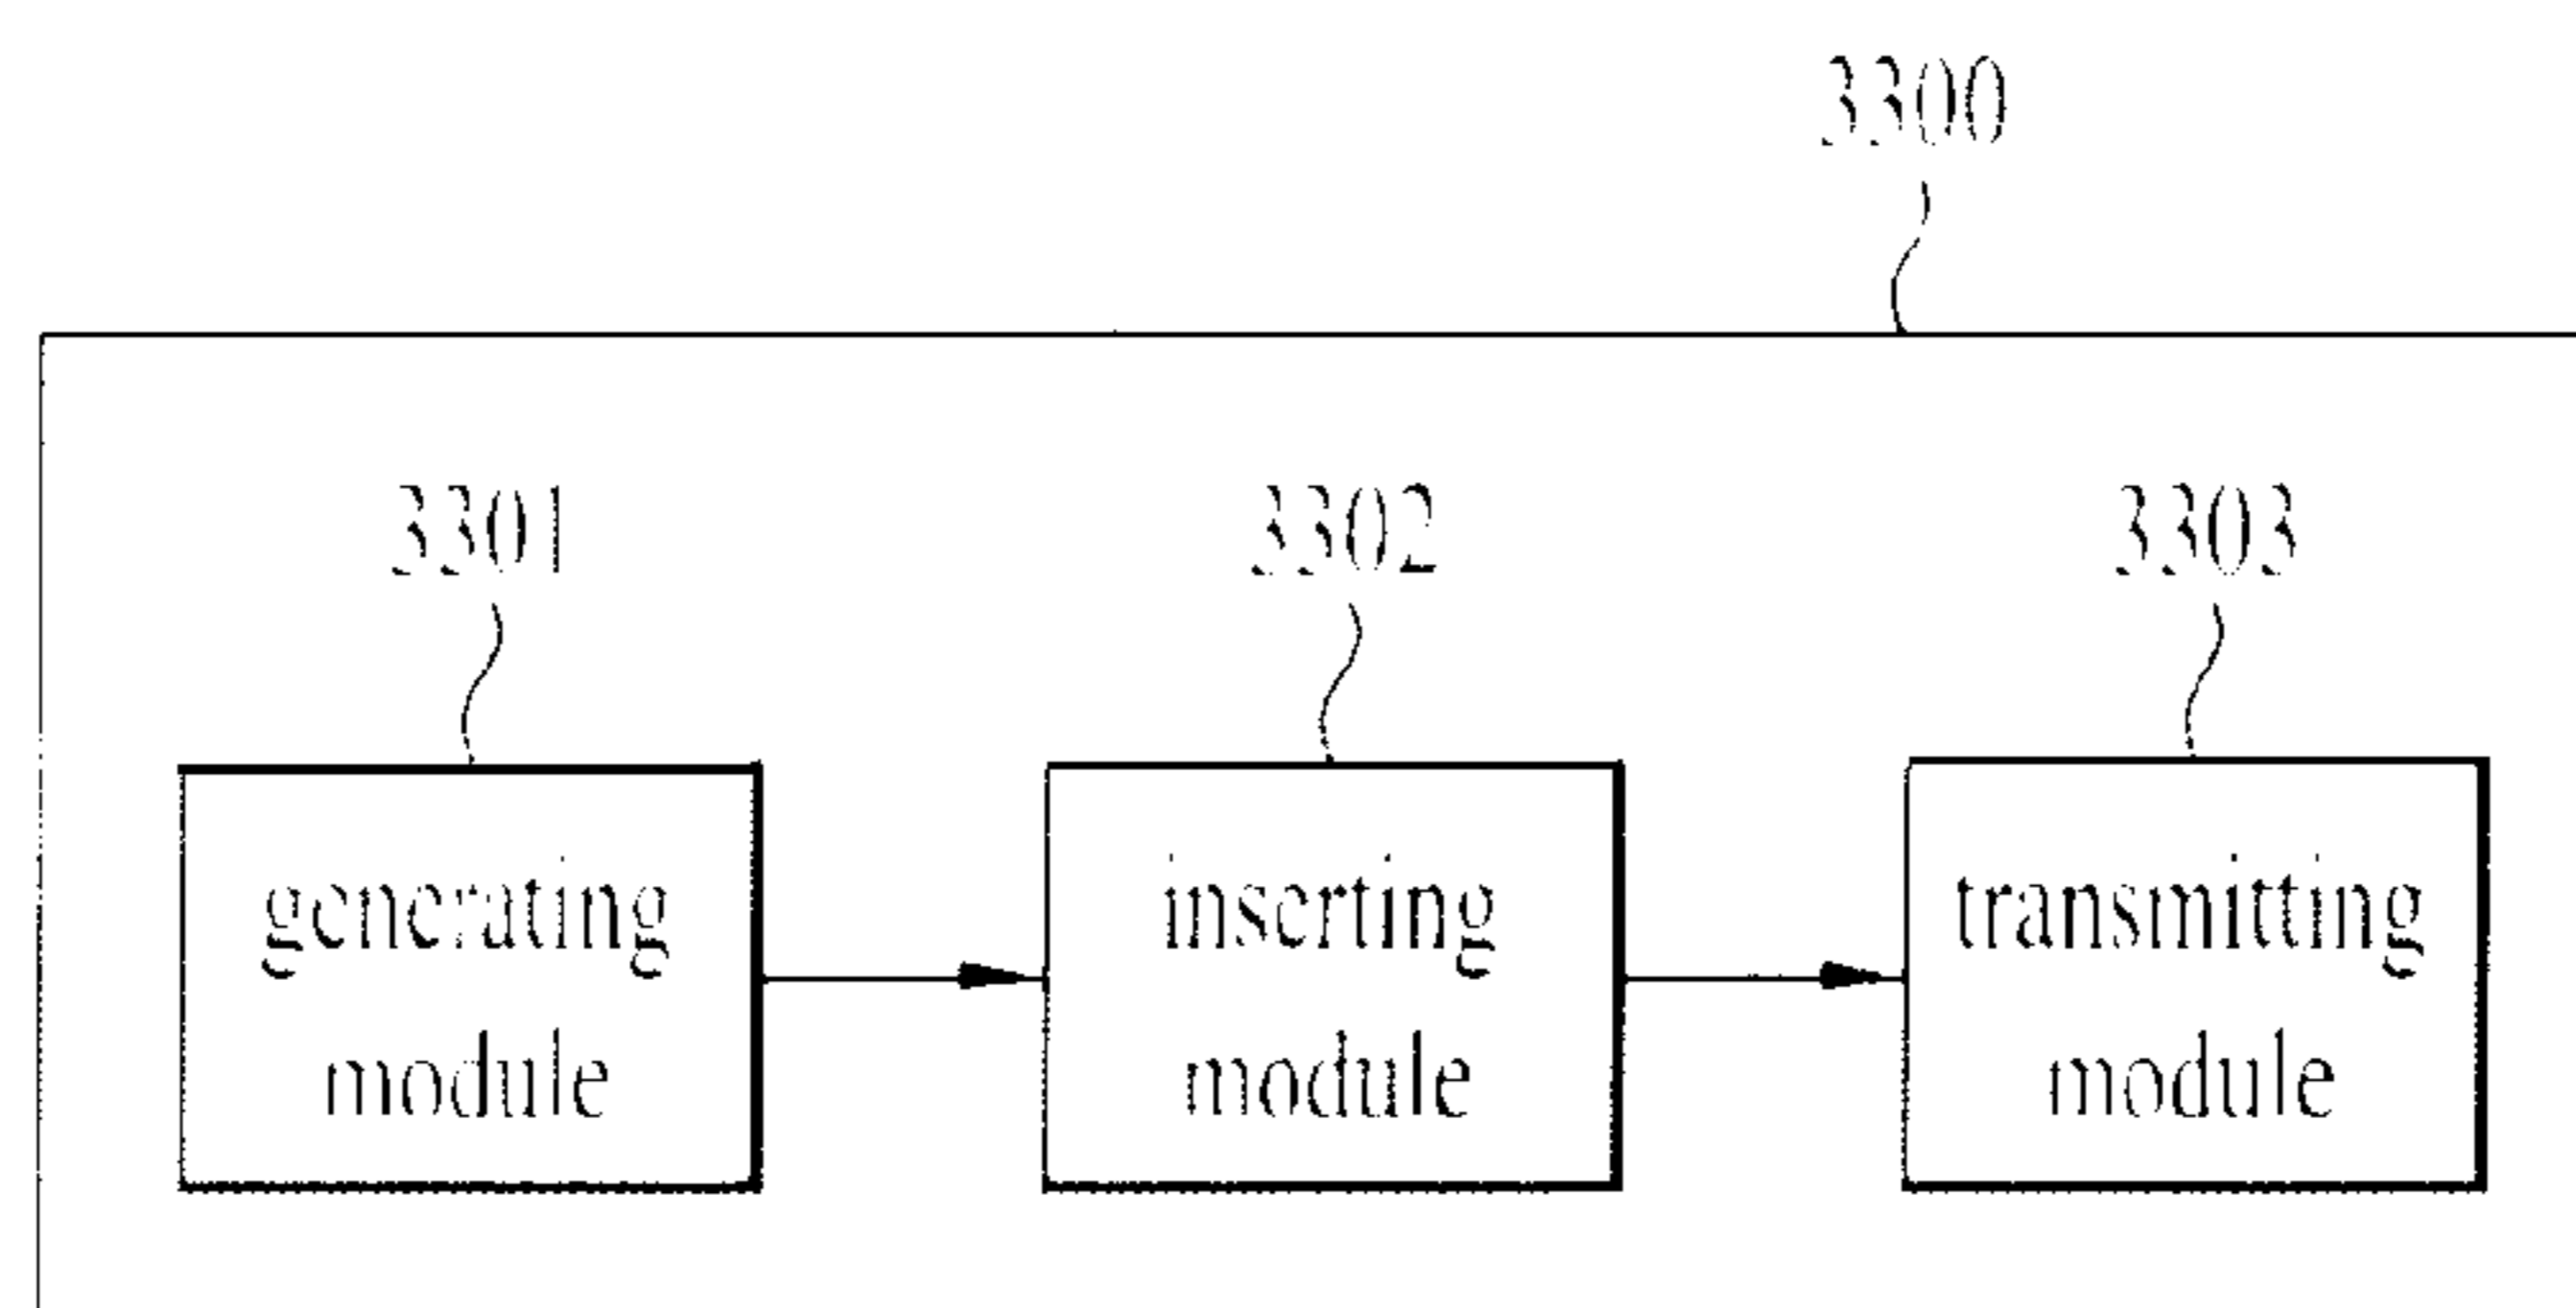 3300
3301
3302
3303
generating
module
inserting
module
transmitting
module